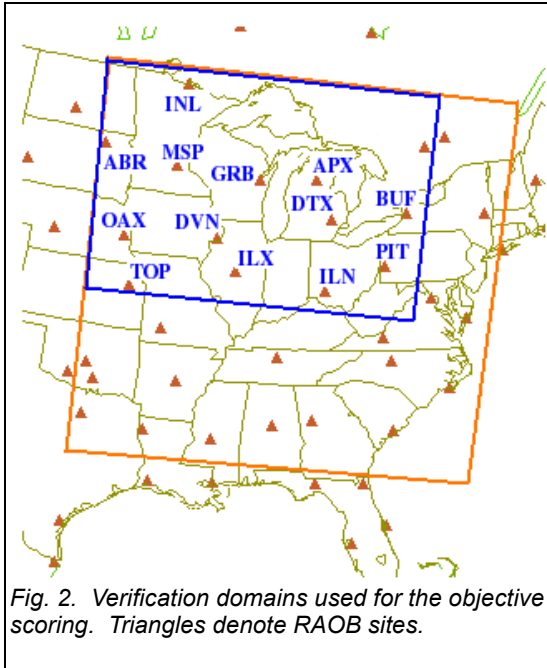 INL
MSP
ABR
GRB
APX
DTX
BUF
OAX
DVN
ILX
PIT
TOP
ILN
Fig. 2. Verification domains used for the objective
scoring. Triangles denote RAOB sites.